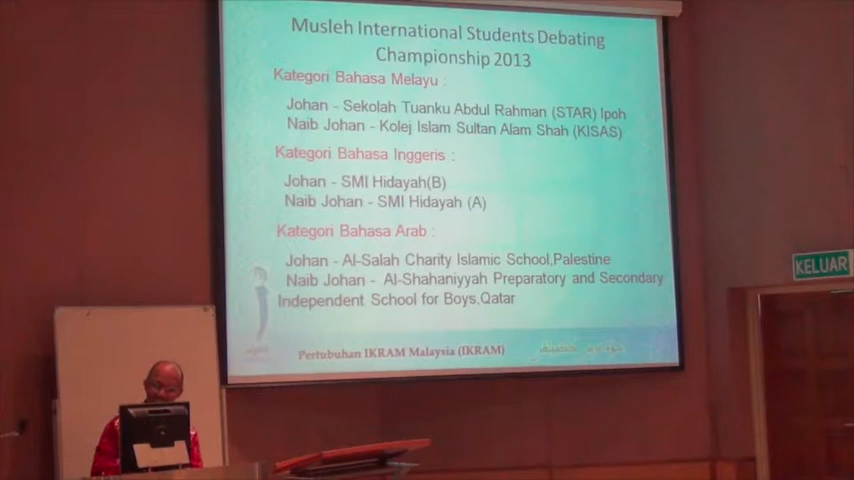 Musleh International Students Debating
Championship 2013
Kategori Bahasa Melayu :
Johan - Sekolah Tuanku Abdul Rahman (STAR) Ipoh
Naib Johan - Kolej Islam Sultan Alam Shah (KISAS)
Kategori Bahasa Inggeris :
Johan - SMI Hidayah(B)
Naib Johan - SMI Hidayah (A)
Kategori Bahasa Arab :
Johan - Al-Salah Charity Islamic School,Palestine
Naib Johan - Al-Shahaniyyah Preparatory and Secondary
Independent School for Boys,Qatar
Pertubuhan IKRAM Malaysia (IKRAM)
KELUAR